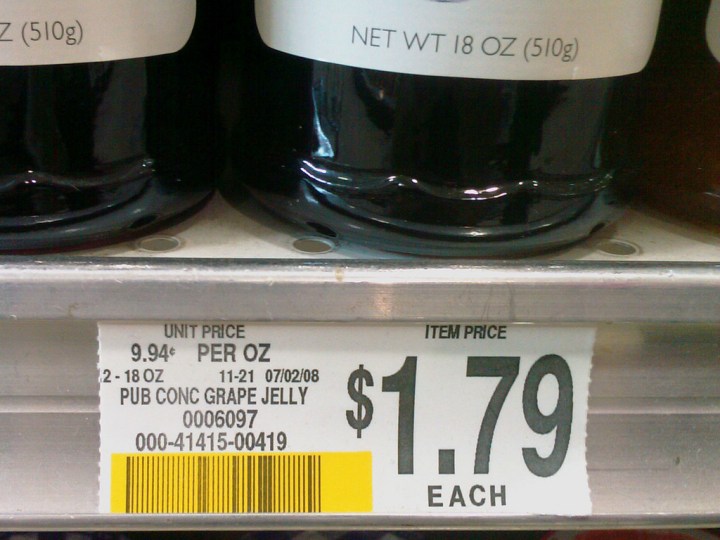 Z (510g)
NET WT 18 OZ (510g)
UNIT PRICE
9.94¢ PER OZ
2 - 18 OZ 11-21 07/02/08
PUB CONC GRAPE JELLY
0006097
000-41415-00419
ITEM PRICE
$1.79
EACH